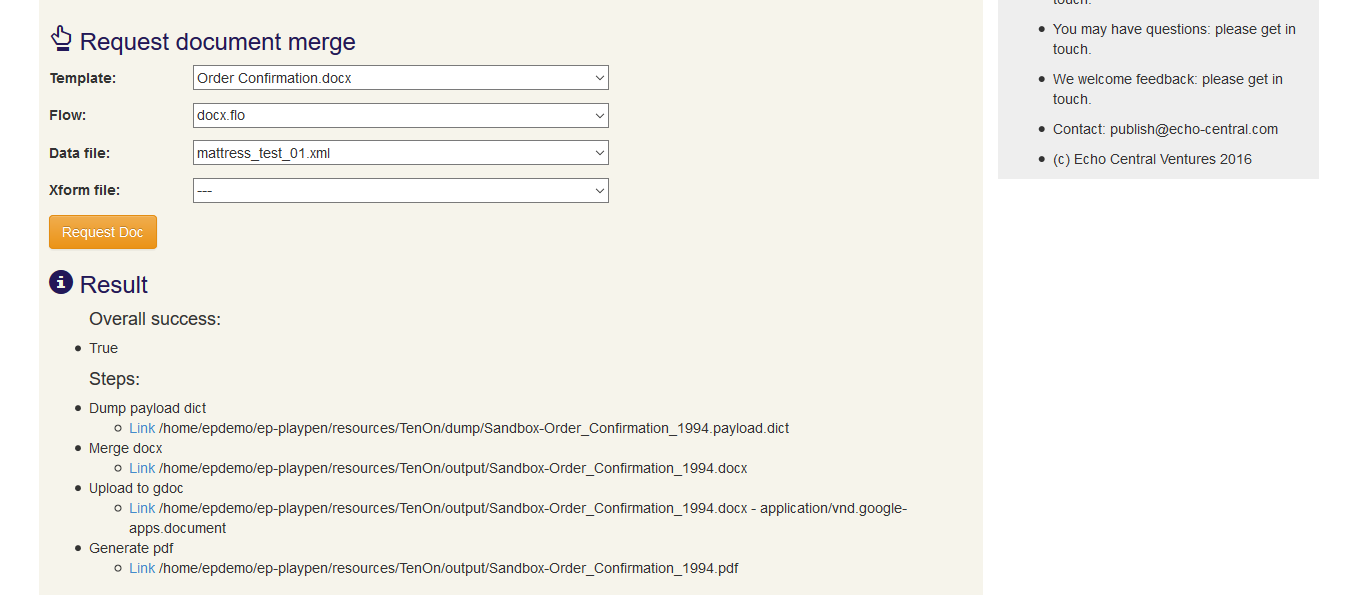 Request document merge
Template:
Order Confirmation.docx
Flow:
docx.flo
Data file:
mattress_test_01.xml
Xform file:
---
Request Doc
Result
Overall success:
True
Steps:
Dump payload dict
Link /home/epdemo/ep-playpen/resources/TenOn/dump/Sandbox-Order_Confirmation_1994.payload.dict
Merge docx
Link /home/epdemo/ep-playpen/resources/TenOn/output/Sandbox-Order_Confirmation_1994.docx
Upload to gdoc
Link /home/epdemo/ep-playpen/resources/TenOn/output/Sandbox-Order_Confirmation_1994.docx - application/vnd.google-
apps.document
Generate pdf
Link /home/epdemo/ep-playpen/resources/TenOn/output/Sandbox-Order_Confirmation_1994.pdf
touch.
You may have questions: please get in
touch.
We welcome feedback: please get in
touch.
Contact: publish@echo-central.com
(c) Echo Central Ventures 2016